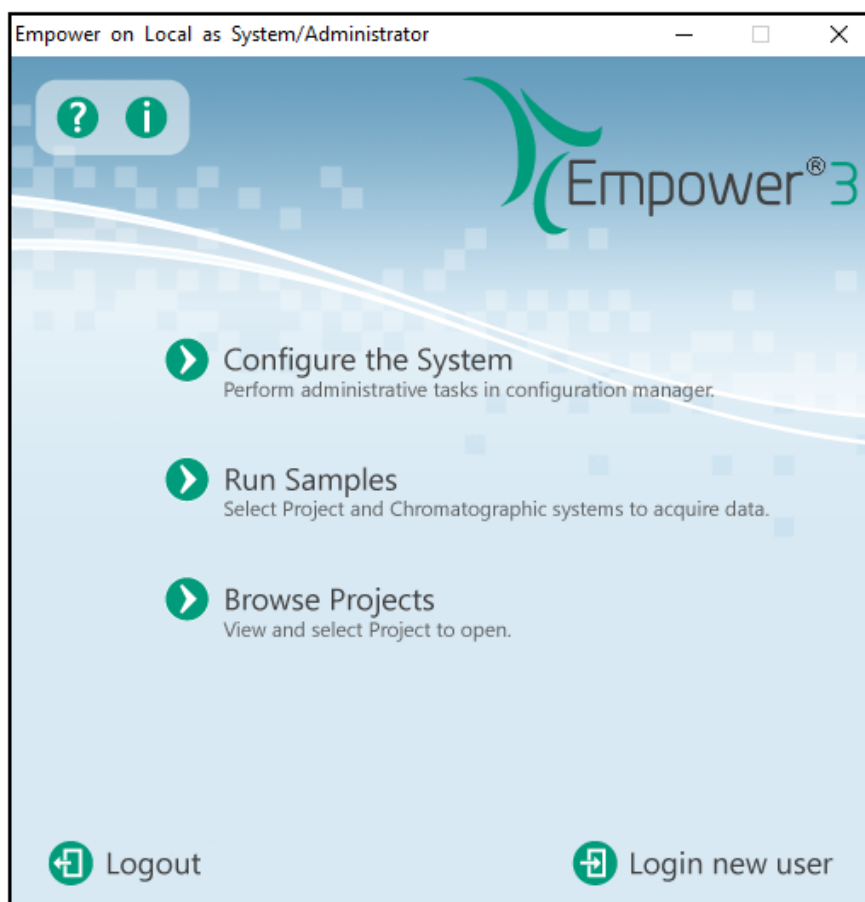 Empower on Local as System/Administrator
? i
Empower®3
Configure the System
Perform administrative tasks in configuration manager.
Run Samples
Select Project and Chromatographic systems to acquire data.
Browse Projects
View and select Project to open.
Logout
Login new user